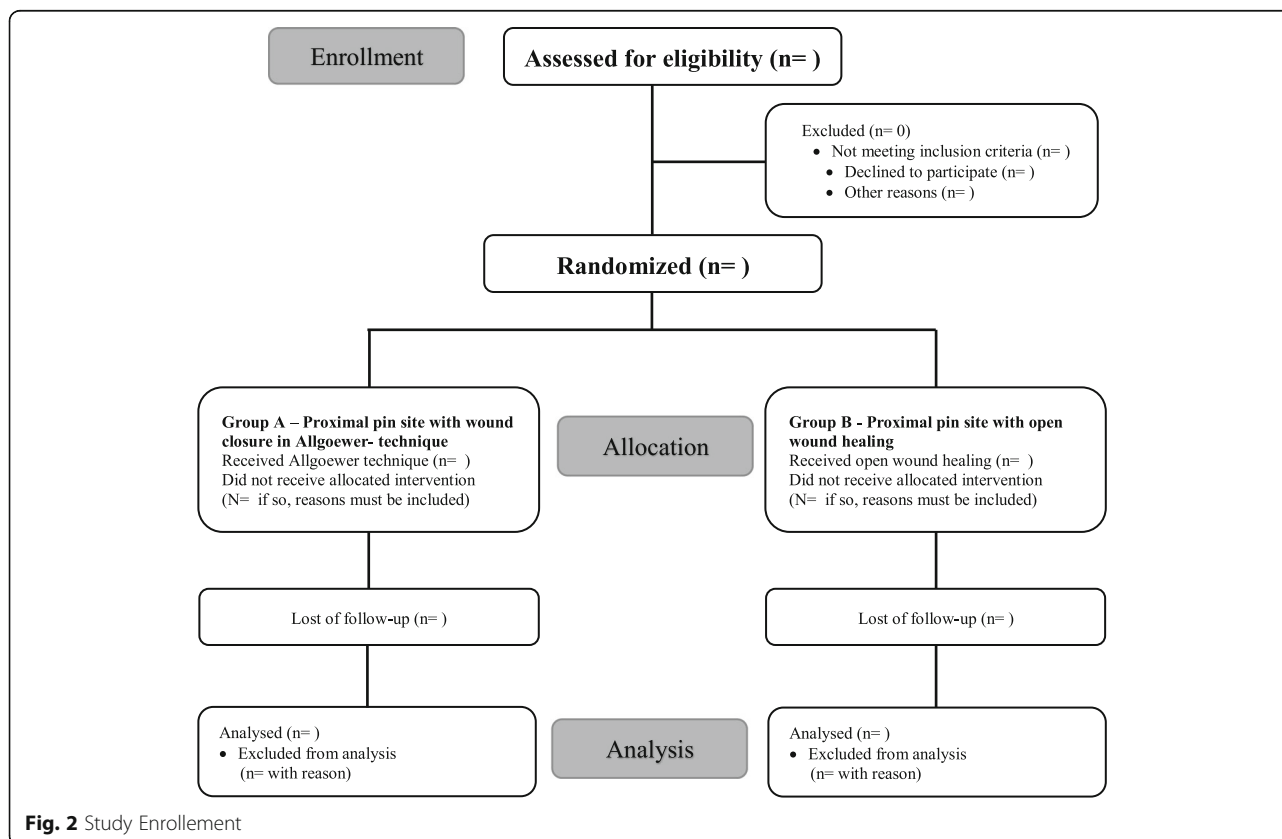 Enrollment
Assessed for eligibility (n= )
Excluded (n= 0)
• Not meeting inclusion criteria (n= )
• Declined to participate (n= )
• Other reasons (n= )
Randomized (n= )
Group A – Proximal pin site with wound
closure in Allgoewer- technique
Received Allgoewer technique (n=  )
Did not receive allocated intervention
(N=  if so, reasons must be included)
Allocation
Group B - Proximal pin site with open
wound healing
Received open wound healing (n=  )
Did not receive allocated intervention
(N=  if so, reasons must be included)
Lost of follow-up (n= )
Lost of follow-up (n= )
Analysed (n= )
• Excluded from analysis
(n= with reason)
Analysis
Analysed (n= )
• Excluded from analysis
(n= with reason)
Fig. 2 Study Enrollement